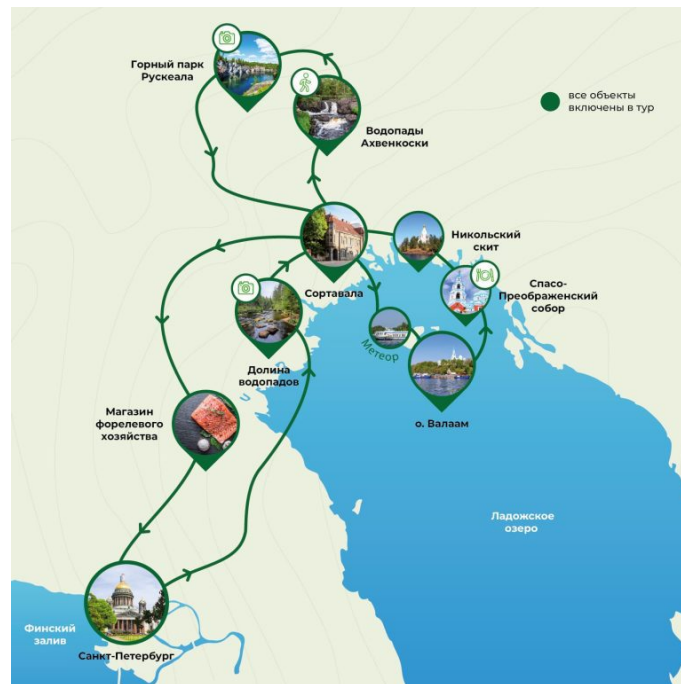 Горный парк
Рускеала
все объекты
включены в тур
Водопады
Ахвенкоски
Никольский
скит
Сортавала
Спасо-
Преображенский
собор
Метеор
Долина
водопадов
Магазин
форелевого
хозяйства
о. Валаам
Ладожское
озеро
Финский
залив
Санкт-Петербург